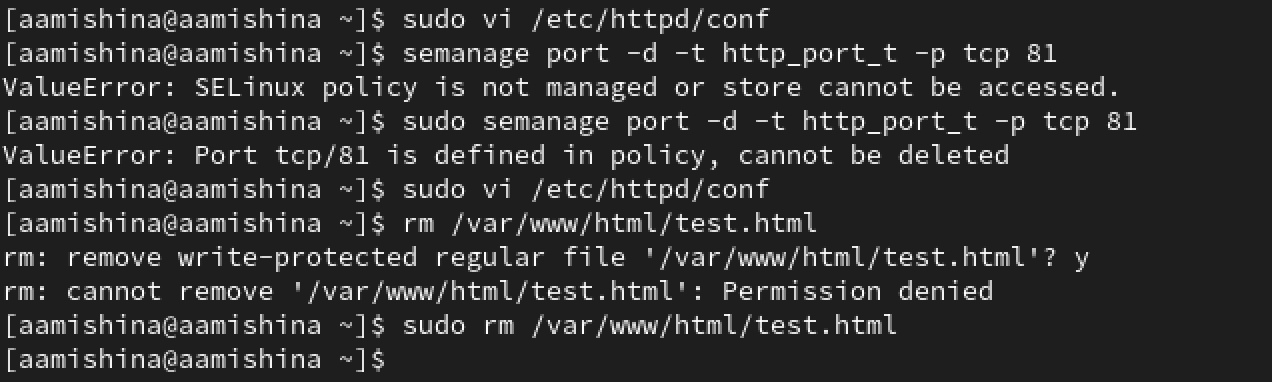 [aamishina@aamishina ~]$ sudo vi /etc/httpd/conf
[aamishina@aamishina ~]$ semanage port -d -t http_port_t -p tcp 81
ValueError: SELinux policy is not managed or store cannot be accessed.
[aamishina@aamishina ~]$ sudo semanage port -d -t http_port_t -p tcp 81
ValueError: Port tcp/81 is defined in policy, cannot be deleted
[aamishina@aamishina ~]$ sudo vi /etc/httpd/conf
[aamishina@aamishina ~]$ rm /var/www/html/test.html
rm: remove write-protected regular file '/var/www/html/test.html'? y
rm: cannot remove '/var/www/html/test.html': Permission denied
[aamishina@aamishina ~]$ sudo rm /var/www/html/test.html
[aamishina@aamishina ~]$